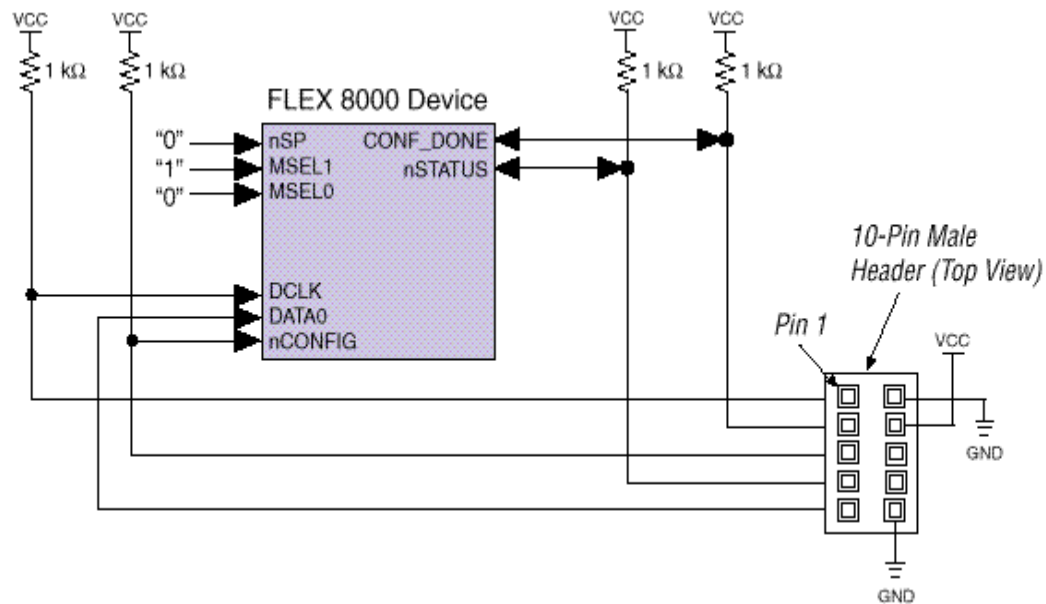 VCC
VCC
VCC
VCC
1 kΩ
1 kΩ
1 kΩ
1 kΩ
FLEX 8000 Device
"0"
nSP
CONF_DONE
"1"
MSEL1
nSTATUS
"0"
MSEL0
10-Pin Male
Header (Top View)
DCLK
DATA0
nCONFIG
Pin 1
VCC
GND
GND